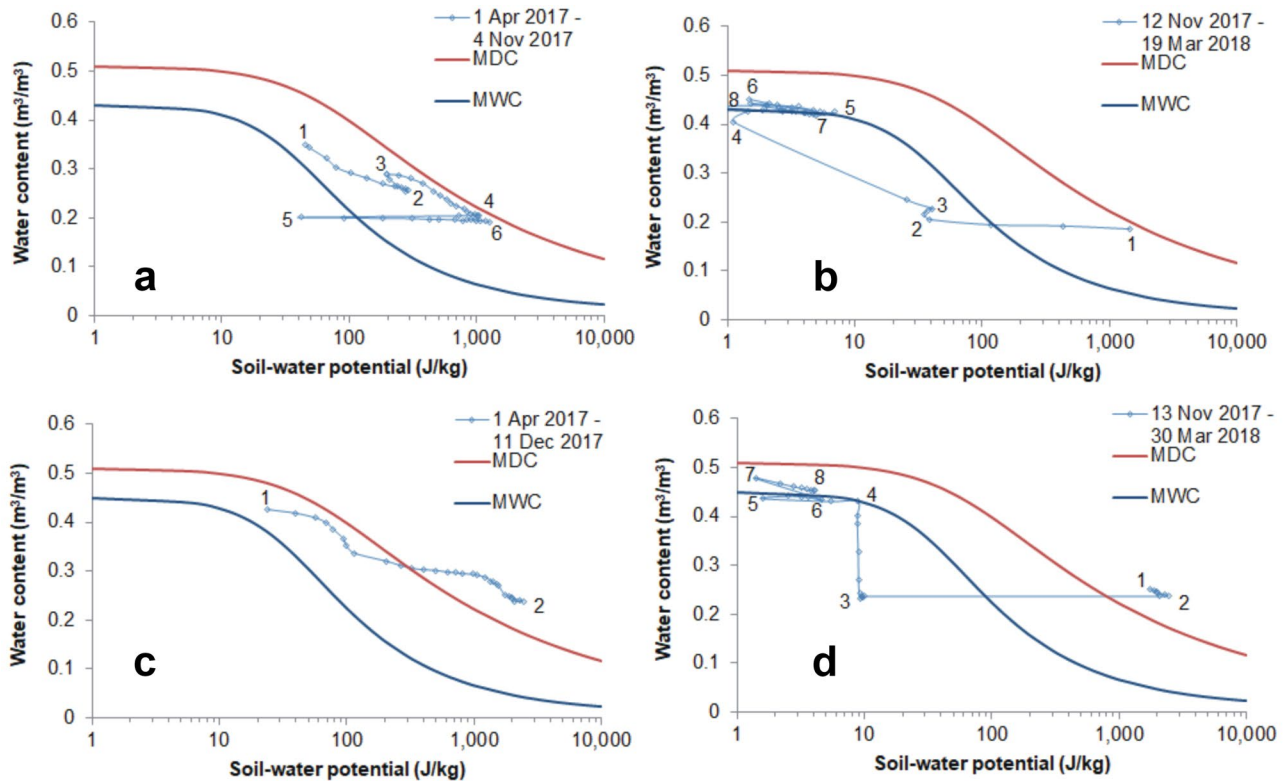 0.6
0.5
0.4
0.3
0.2
0.1
0
Water content (m³/m³)
1 Apr 2017 -
4 Nov 2017
MDC
MWC
1
2
3
4
5
6
a
1
10
100
1,000
10,000
Soil-water potential (J/kg)
0.6
0.5
0.4
0.3
0.2
0.1
0
Water content (m³/m³)
12 Nov 2017 -
19 Mar 2018
MDC
MWC
6
8
5
7
4
3
2
1
b
1
10
100
1,000
10,000
Soil-water potential (J/kg)
0.6
0.5
0.4
0.3
0.2
0.1
0
Water content (m³/m³)
1 Apr 2017 -
11 Dec 2017
MDC
MWC
1
2
c
1
10
100
1,000
10,000
Soil-water potential (J/kg)
0.6
0.5
0.4
0.3
0.2
0.1
0
Water content (m³/m³)
13 Nov 2017 -
30 Mar 2018
MDC
MWC
7
8
4
5
6
1
3
2
d
1
10
100
1,000
10,000
Soil-water potential (J/kg)